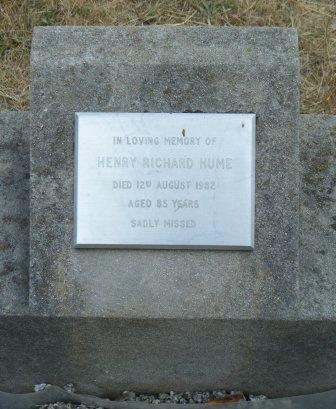 IN LOVING MEMORY OF
HENRY RICHARD HUME
DIED 12TH AUGUST 1982
AGED 85 YEARS
SADLY MISSED